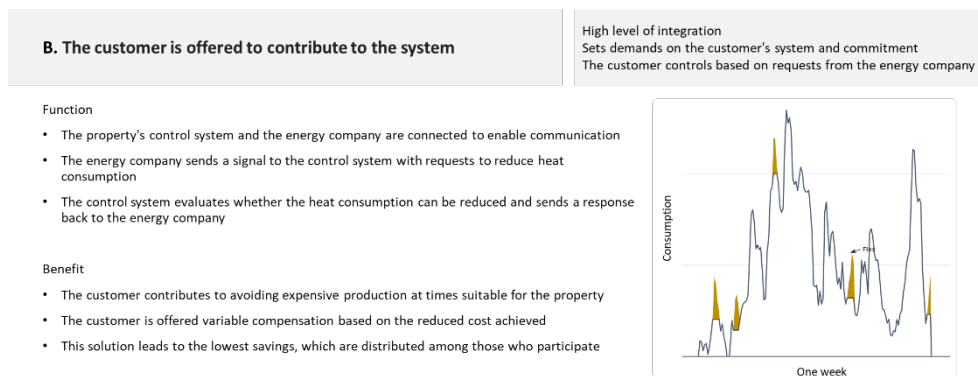 B. The customer is offered to contribute to the system
High level of integration
Sets demands on the customer's system and commitment
The customer controls based on requests from the energy company
Function
• The property's control system and the energy company are connected to enable communication
• The energy company sends a signal to the control system with requests to reduce heat
consumption
• The control system evaluates whether the heat consumption can be reduced and sends a response
back to the energy company
Benefit
• The customer contributes to avoiding expensive production at times suitable for the property
• The customer is offered variable compensation based on the reduced cost achieved
• This solution leads to the lowest savings, which are distributed among those who participate
Consumption
One week